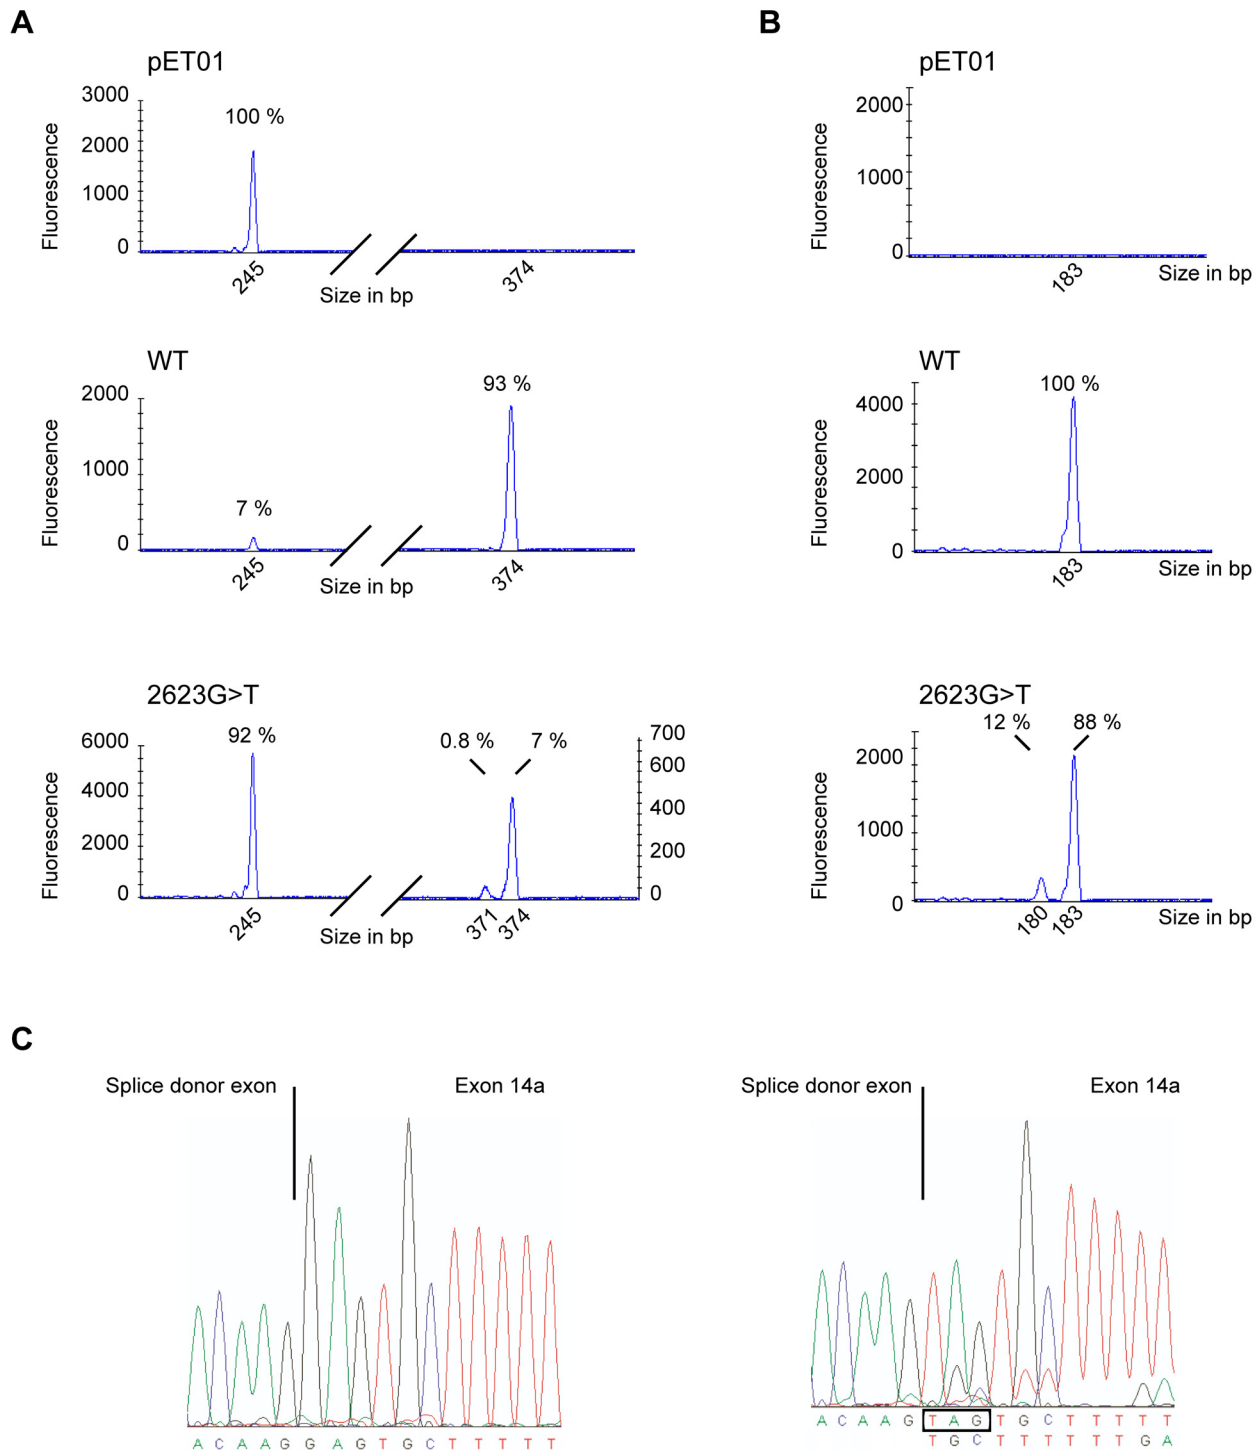 A
pET01
3000
2000
1000
0
Fluorescence
100 %
245
374
Size in bp
WT
2000
1000
0
Fluorescence
7 %
93 %
245
374
Size in bp
2623G>T
6000
4000
2000
0
Fluorescence
92 %
0.8 %
7 %
700
600
400
200
0
245
371
374
Size in bp
B
pET01
2000
1000
0
Fluorescence
183
Size in bp
WT
4000
2000
0
Fluorescence
100 %
183
Size in bp
2623G>T
12 %
88 %
2000
1000
0
Fluorescence
180
183
Size in bp
C
Splice donor exon
Exon 14a
A C A A G G A G T G C T T T T T
Splice donor exon
Exon 14a
A C A A G T A G T G C T T T T T
T G C T T T T T G A